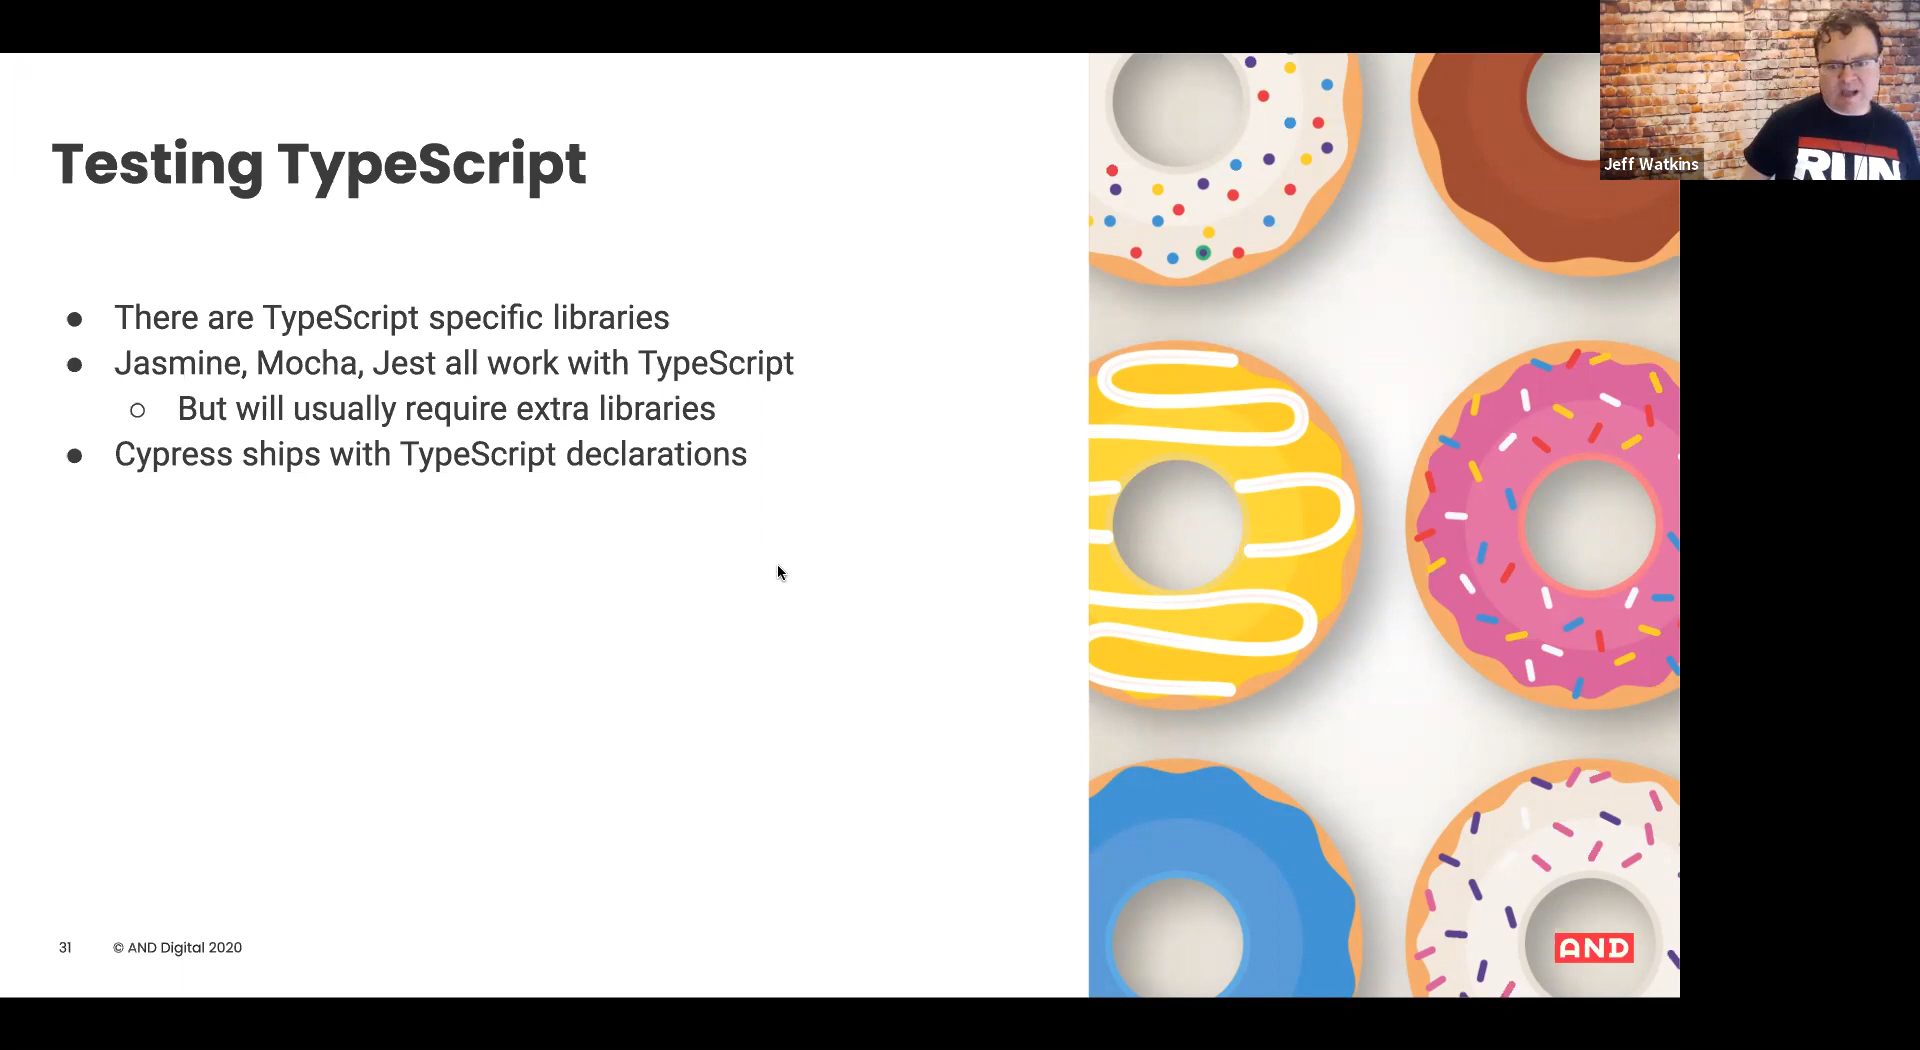 Testing TypeScript
● There are TypeScript specific libraries
● Jasmine, Mocha, Jest all work with TypeScript
○ But will usually require extra libraries
● Cypress ships with TypeScript declarations
31 © AND Digital 2020
AND
Jeff Watkins
RUN